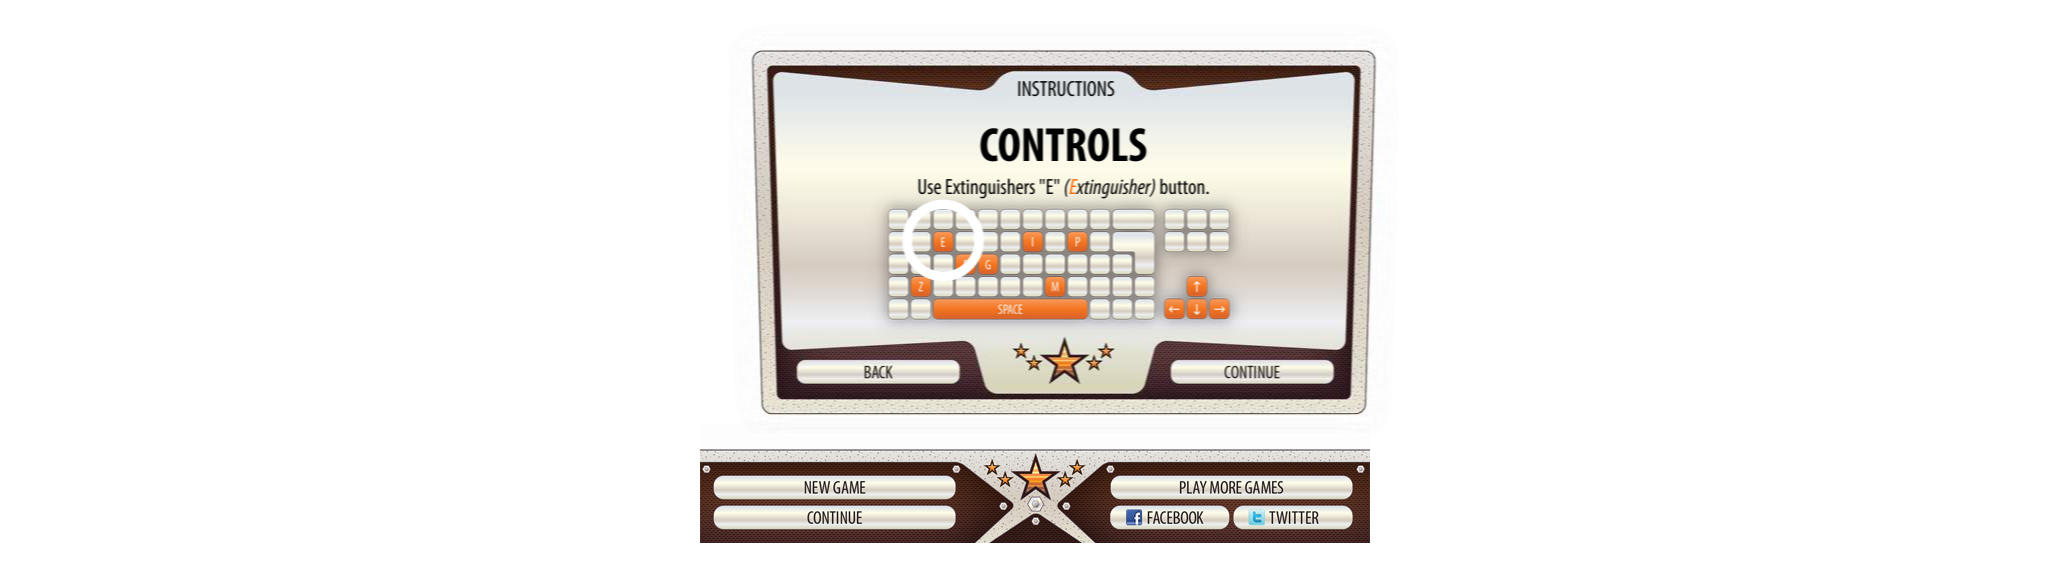 INSTRUCTIONS
CONTROLS
Use Extinguishers "E" (Extinguisher) button.
E I P
G
Z M
↑
SPACE ← ↓ →
BACK CONTINUE
NEW GAME PLAY MORE GAMES
CONTINUE FACEBOOK TWITTER